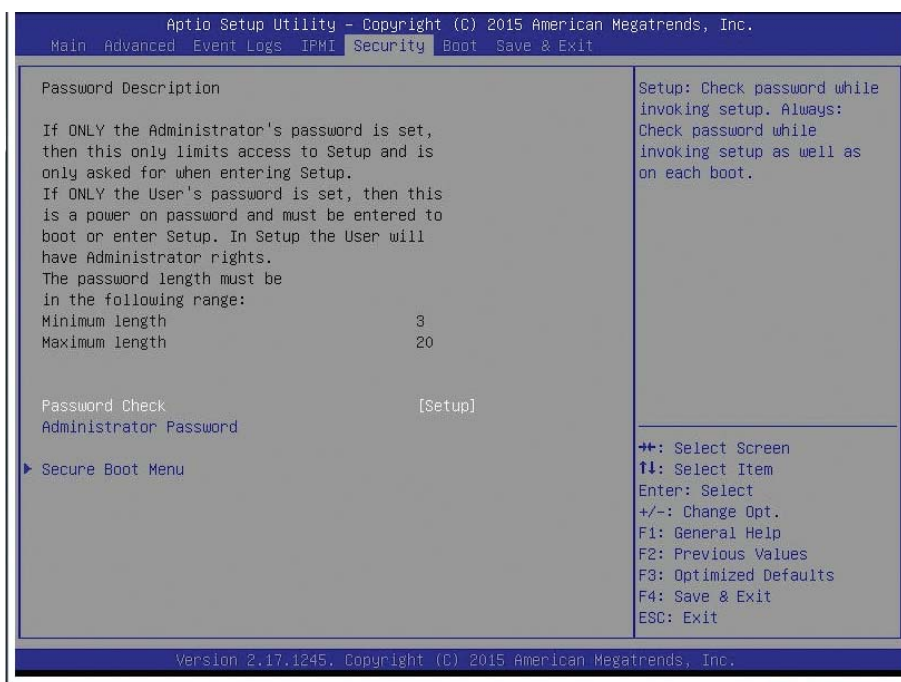 Aptio Setup Utility – Copyright (C) 2015 American Megatrends, Inc.
Main Advanced Event Logs IPMI Security Boot Save & Exit
Password Description
If ONLY the Administrator's password is set,
then this only limits access to Setup and is
only asked for when entering Setup.
If ONLY the User's password is set, then this
is a power on password and must be entered to
boot or enter Setup. In Setup the User will
have Administrator rights.
The password length must be
in the following range:
Minimum length 3
Maximum length 20
Password Check [Setup]
Administrator Password
Secure Boot Menu
Setup: Check password while
invoking setup. Always:
Check password while
invoking setup as well as
on each boot.
→←: Select Screen
↑↓: Select Item
Enter: Select
+/-: Change Opt.
F1: General Help
F2: Previous Values
F3: Optimized Defaults
F4: Save & Exit
ESC: Exit
Version 2.17.1245. Copyright (C) 2015 American Megatrends, Inc.